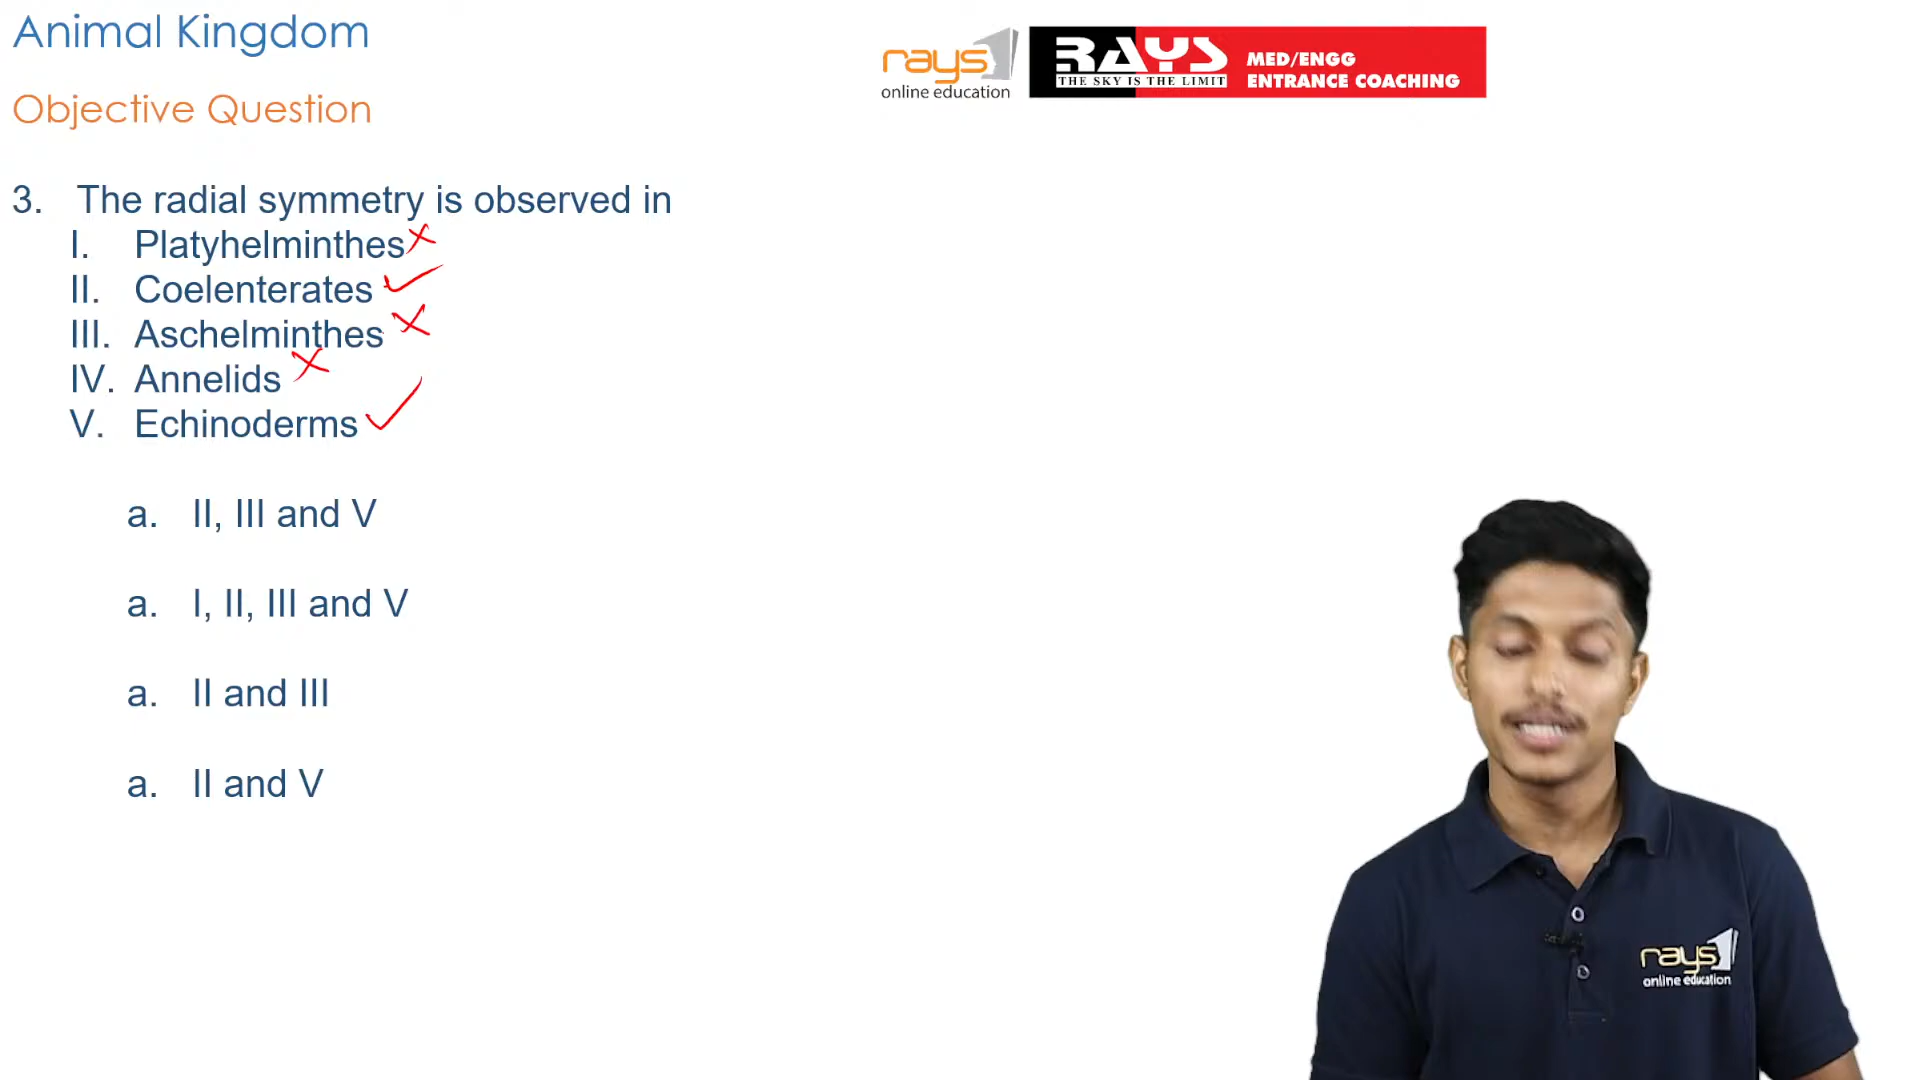 Animal Kingdom
Objective Question
rays
online education
RAYS
THE SKY IS THE LIMIT
MED/ENGG
ENTRANCE COACHING
3. The radial symmetry is observed in
I. Platyhelminthes
II. Coelenterates
III. Aschelminthes
IV. Annelids
V. Echinoderms
a. II, III and V
a. I, II, III and V
a. II and III
a. II and V
rays
online education